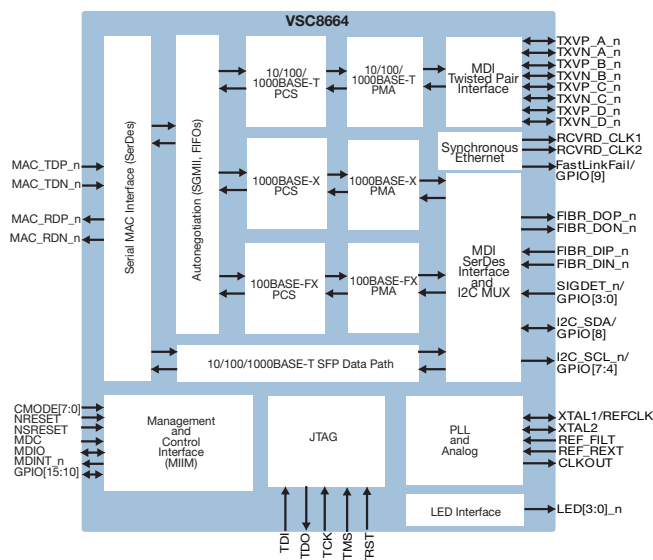 VSC8664
MAC_TDP_n
MAC_TDN_n
MAC_RDP_n
MAC_RDN_n
Serial MAC Interface (SerDes)
Autonegotiation (SGMII, FIFOs)
10/100/
1000BASE-T
PCS
10/100/
1000BASE-T
PMA
MDI
Twisted Pair
Interface
TXVP_A_n
TXVN_A_n
TXVP_B_n
TXVN_B_n
TXVP_C_n
TXVN_C_n
TXVP_D_n
TXVN_D_n
Synchronous
Ethernet
RCVRD_CLK1
RCVRD_CLK2
FastLinkFail/
GPIO[9]
1000BASE-X
PCS
1000BASE-X
PMA
MDI
SerDes
Interface
and
I2C MUX
FIBR_DOP_n
FIBR_DON_n
FIBR_DIP_n
FIBR_DIN_n
SIGDET_n/
GPIO[3:0]
I2C_SDA/
GPIO[8]
I2C_SCL_n/
GPIO[7:4]
100BASE-FX
PCS
100BASE-FX
PMA
10/100/1000BASE-T SFP Data Path
CMODE[7:0]
NRESET
NSRESET
MDC
MDIO
MDINT_n
GPIO[15:10]
Management
and
Control
Interface
(MIIM)
JTAG
PLL
and
Analog
XTAL1/REFCLK
XTAL2
REF_FILT
REF_REXT
CLKOUT
LED Interface
LED[3:0]_n
TDI
TDO
TCK
TMS
TRST